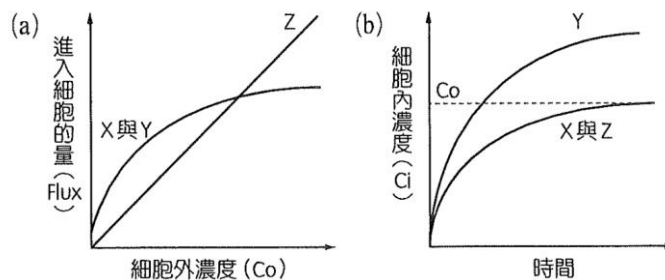 (a)
進入細胞的量(Flux)
Z
X與Y
細胞外濃度(Co)
(b)
細胞內濃度(Ci)
Y
Co
X與Z
時間